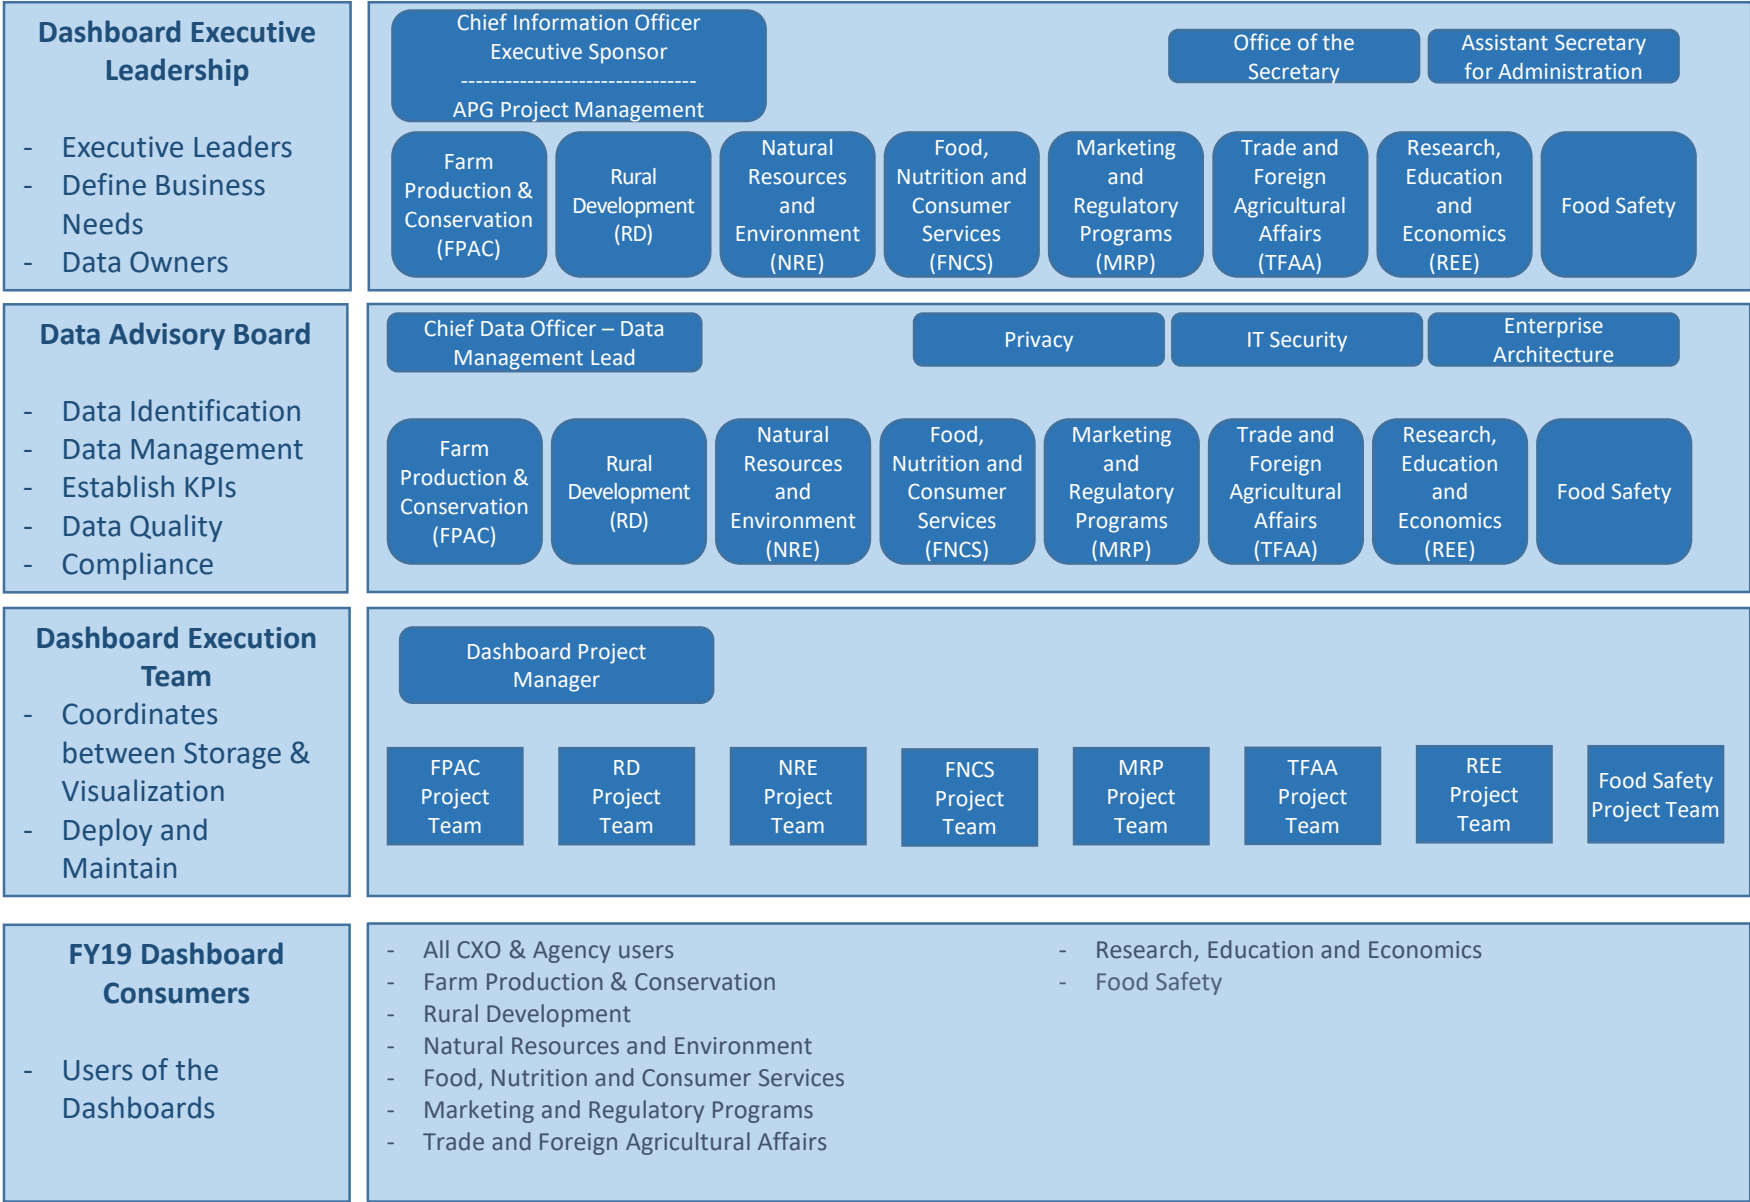 Dashboard Executive
Leadership
- Executive Leaders
- Define Business
Needs
- Data Owners
Chief Information Officer
Executive Sponsor
--------------------------------
APG Project Management
Office of the
Secretary
Assistant Secretary
for Administration
Farm
Production &
Conservation
(FPAC)
Rural
Development
(RD)
Natural
Resources
and
Environment
(NRE)
Food,
Nutrition and
Consumer
Services
(FNCS)
Marketing
and
Regulatory
Programs
(MRP)
Trade and
Foreign
Agricultural
Affairs
(TFAA)
Research,
Education
and
Economics
(REE)
Food Safety
Data Advisory Board
- Data Identification
- Data Management
- Establish KPIs
- Data Quality
- Compliance
Chief Data Officer – Data
Management Lead
Privacy
IT Security
Enterprise
Architecture
Farm
Production &
Conservation
(FPAC)
Rural
Development
(RD)
Natural
Resources
and
Environment
(NRE)
Food,
Nutrition and
Consumer
Services
(FNCS)
Marketing
and
Regulatory
Programs
(MRP)
Trade and
Foreign
Agricultural
Affairs
(TFAA)
Research,
Education
and
Economics
(REE)
Food Safety
Dashboard Execution
Team
- Coordinates
between Storage &
Visualization
- Deploy and
Maintain
Dashboard Project
Manager
FPAC
Project
Team
RD
Project
Team
NRE
Project
Team
FNCS
Project
Team
MRP
Project
Team
TFAA
Project
Team
REE
Project
Team
Food Safety
Project Team
FY19 Dashboard
Consumers
- Users of the
Dashboards
- All CXO & Agency users
- Farm Production & Conservation
- Rural Development
- Natural Resources and Environment
- Food, Nutrition and Consumer Services
- Marketing and Regulatory Programs
- Trade and Foreign Agricultural Affairs
- Research, Education and Economics
- Food Safety